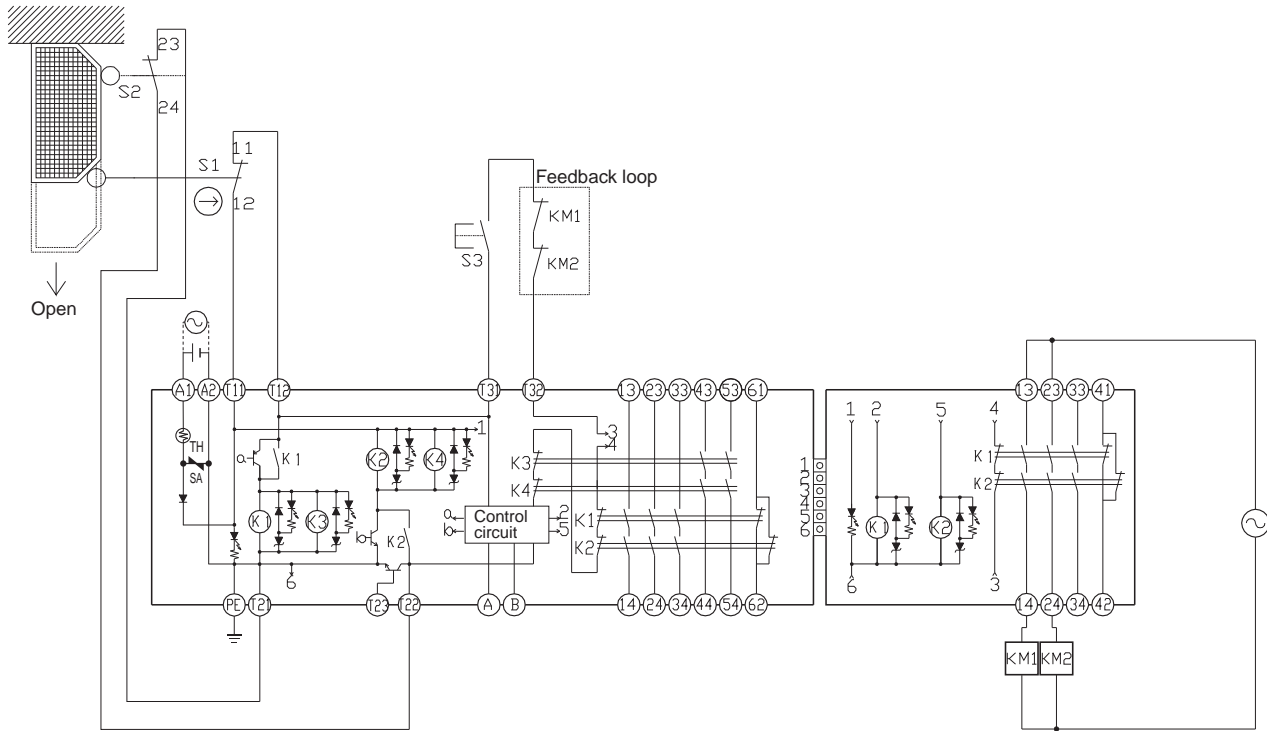 23
S2
24
11
S1
12
Open
Feedback loop
KM1
S3
KM2
A1 A2 T11 T12 T31 T32 13 23 33 43 53 61
TH
SA
a
K1
K2
K4
1
3
4
K3
K4
K1
K3
b
K2
a
b
Control
circuit
2
5
K1
K2
6
PE T21 T23 T22 A B 14 24 34 44 54 62
1
2
3
4
5
6
13 23 33 41
1 2 5 4
K1
K2
K1
K2
6
3
14 24 34 42
KM1 KM2